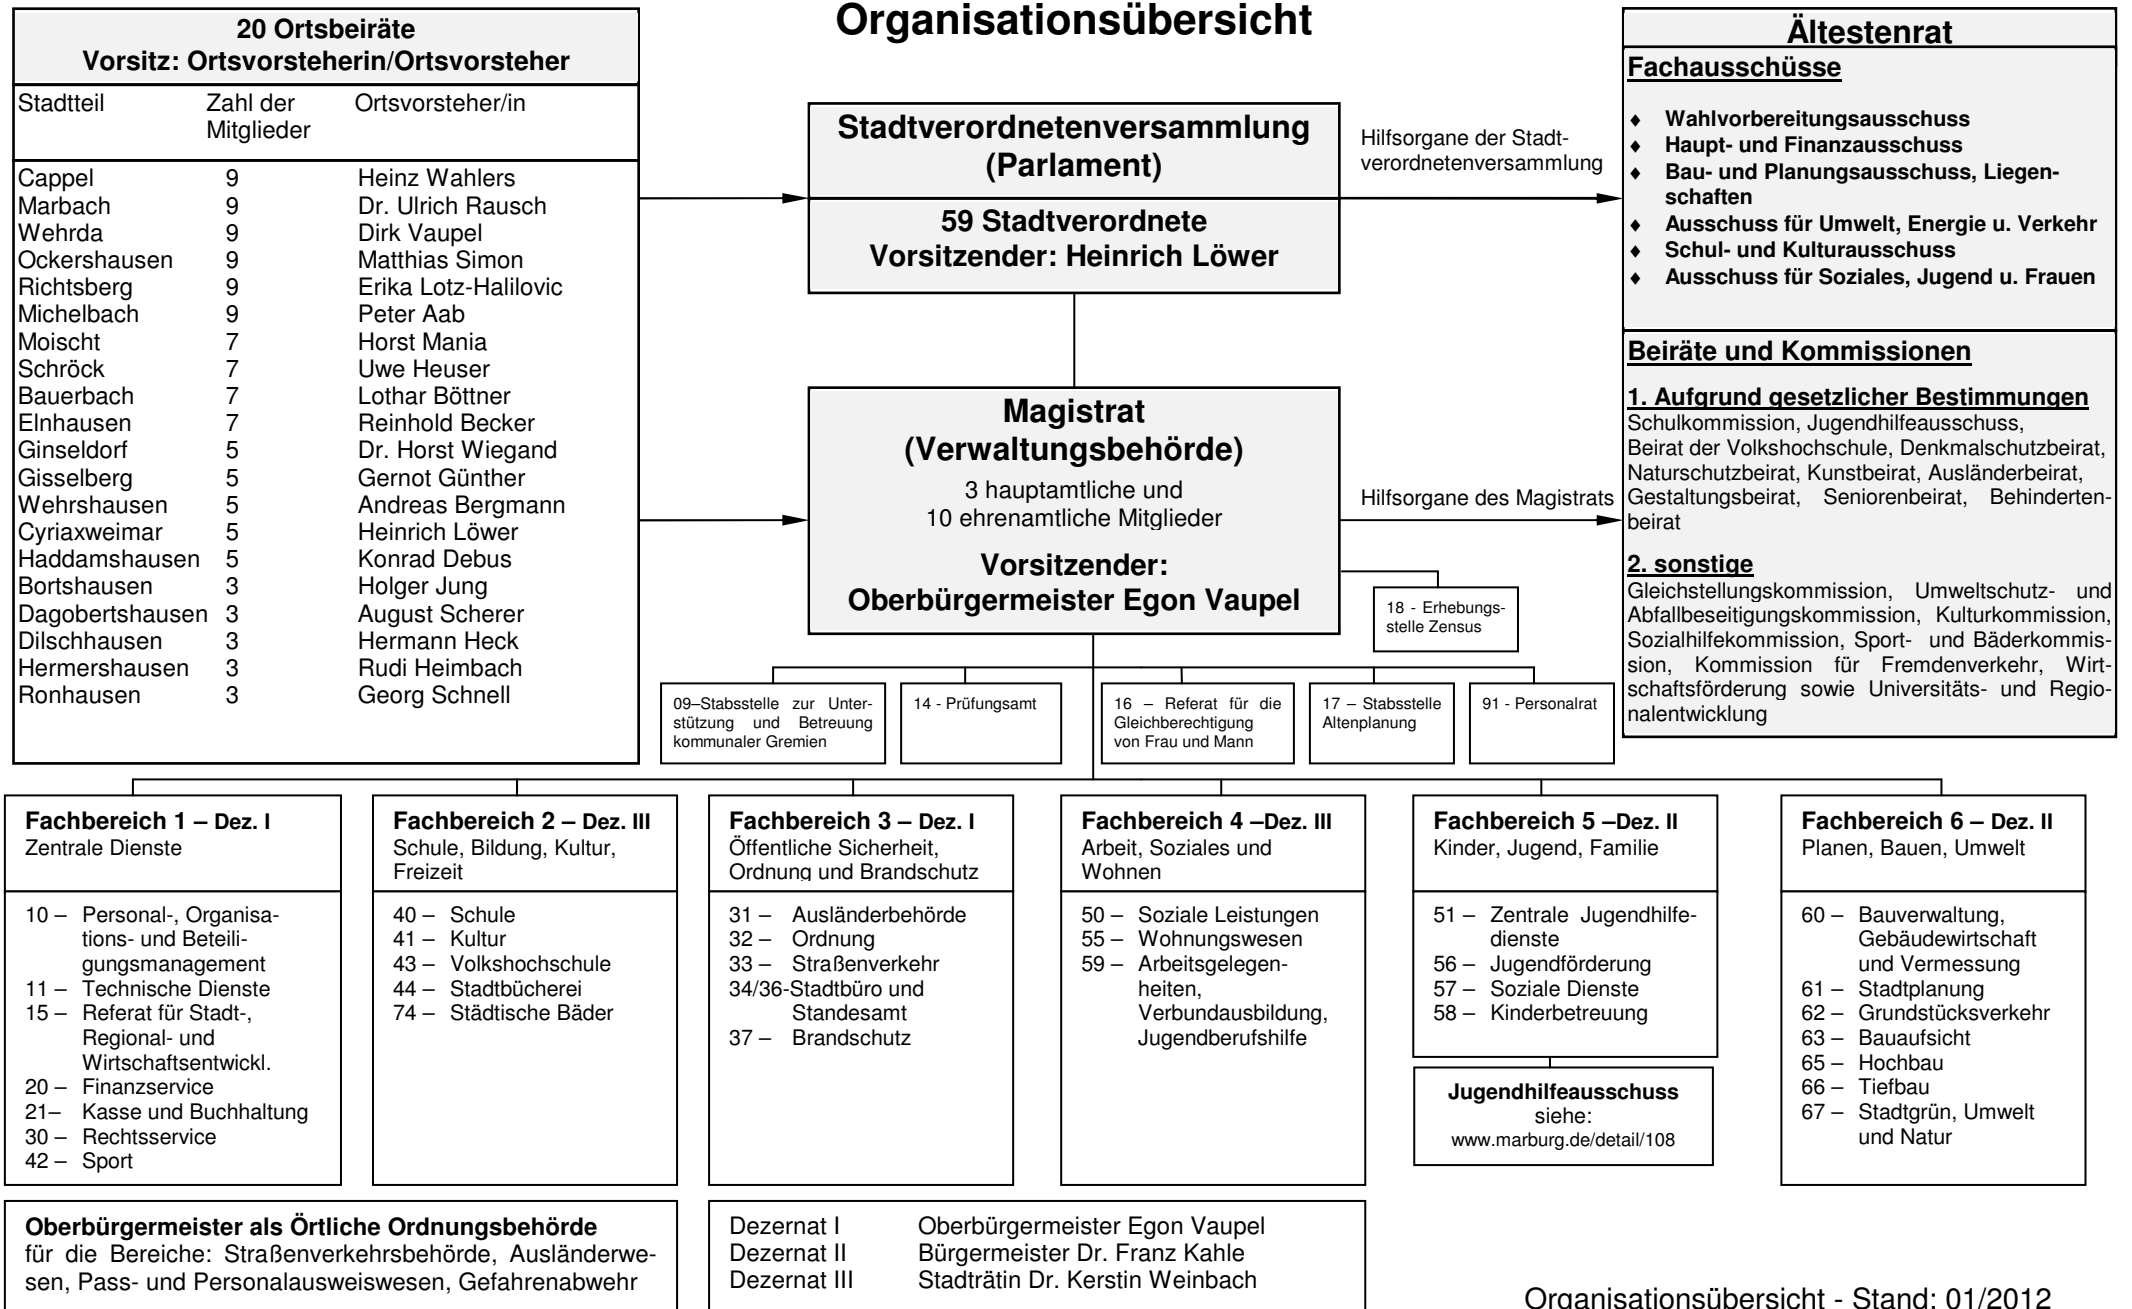 Organisationsübersicht
20 Ortsbeiräte
Vorsitz: Ortsvorsteherin/Ortsvorsteher
Stadtteil Zahl der Mitglieder Ortsvorsteher/in
Cappel 9 Heinz Wahlers
Marbach 9 Dr. Ulrich Rausch
Wehrda 9 Dirk Vaupel
Ockershausen 9 Matthias Simon
Richtsberg 9 Erika Lotz-Halilovic
Michelbach 9 Peter Aab
Moischt 7 Horst Mania
Schröck 7 Uwe Heuser
Bauerbach 7 Lothar Böttner
Elnhausen 7 Reinhold Becker
Ginseldorf 5 Dr. Horst Wiegand
Gisselberg 5 Gernot Günther
Wehrshausen 5 Andreas Bergmann
Cyriaxweimar 5 Heinrich Löwer
Haddamshausen 5 Konrad Debus
Bortshausen 3 Holger Jung
Dagobertshausen 3 August Scherer
Dilschhausen 3 Hermann Heck
Hermershausen 3 Rudi Heimbach
Ronhausen 3 Georg Schnell
Stadtverordnetenversammlung
(Parlament)
59 Stadtverordnete
Vorsitzender: Heinrich Löwer
Hilfsorgane der Stadt-
verordnetenversammlung
Magistrat
(Verwaltungsbehörde)
3 hauptamtliche und
10 ehrenamtliche Mitglieder
Vorsitzender:
Oberbürgermeister Egon Vaupel
Hilfsorgane des Magistrats
18 - Erhebungs-
stelle Zensus
Ältestenrat
Fachausschüsse
♦ Wahlvorbereitungsausschuss
♦ Haupt- und Finanzausschuss
♦ Bau- und Planungsausschuss, Liegen-
schaften
♦ Ausschuss für Umwelt, Energie u. Verkehr
♦ Schul- und Kulturausschuss
♦ Ausschuss für Soziales, Jugend u. Frauen
Beiräte und Kommissionen
1. Aufgrund gesetzlicher Bestimmungen
Schulkommission, Jugendhilfeausschuss,
Beirat der Volkshochschule, Denkmalschutzbeirat,
Naturschutzbeirat, Kunstbeirat, Ausländerbeirat,
Gestaltungsbeirat, Seniorenbeirat, Behinderten-
beirat
2. sonstige
Gleichstellungskommission, Umweltschutz- und
Abfallbeseitigungskommission, Kulturkommission,
Sozialhilfekommission, Sport- und Bäderkommis-
sion, Kommission für Fremdenverkehr, Wirt-
schaftsförderung sowie Universitäts- und Regio-
nalentwicklung
09–Stabsstelle zur Unter-
stützung und Betreuung
kommunaler Gremien
14 - Prüfungsamt
16 – Referat für die
Gleichberechtigung
von Frau und Mann
17 – Stabsstelle
Altenplanung
91 - Personalrat
Fachbereich 1 – Dez. I
Zentrale Dienste
10 – Personal-, Organisa-
tions- und Beteili-
gungsmanagement
11 – Technische Dienste
15 – Referat für Stadt-,
Regional- und
Wirtschaftsentwickl.
20 – Finanzservice
21– Kasse und Buchhaltung
30 – Rechtsservice
42 – Sport
Fachbereich 2 – Dez. III
Schule, Bildung, Kultur,
Freizeit
40 – Schule
41 – Kultur
43 – Volkshochschule
44 – Stadtbücherei
74 – Städtische Bäder
Fachbereich 3 – Dez. I
Öffentliche Sicherheit,
Ordnung und Brandschutz
31 – Ausländerbehörde
32 – Ordnung
33 – Straßenverkehr
34/36-Stadtbüro und
Standesamt
37 – Brandschutz
Fachbereich 4 –Dez. III
Arbeit, Soziales und
Wohnen
50 – Soziale Leistungen
55 – Wohnungswesen
59 – Arbeitsgelegen-
heiten,
Verbundausbildung,
Jugendberufshilfe
Fachbereich 5 –Dez. II
Kinder, Jugend, Familie
51 – Zentrale Jugendhilfe-
dienste
56 – Jugendförderung
57 – Soziale Dienste
58 – Kinderbetreuung
Jugendhilfeausschuss
siehe:
www.marburg.de/detail/108
Fachbereich 6 – Dez. II
Planen, Bauen, Umwelt
60 – Bauverwaltung,
Gebäudewirtschaft
und Vermessung
61 – Stadtplanung
62 – Grundstücksverkehr
63 – Bauaufsicht
65 – Hochbau
66 – Tiefbau
67 – Stadtgrün, Umwelt
und Natur
Oberbürgermeister als Örtliche Ordnungsbehörde
für die Bereiche: Straßenverkehrsbehörde, Ausländerwe-
sen, Pass- und Personalausweiswesen, Gefahrenabwehr
Dezernat I Oberbürgermeister Egon Vaupel
Dezernat II Bürgermeister Dr. Franz Kahle
Dezernat III Stadträtin Dr. Kerstin Weinbach
Organisationsübersicht - Stand: 01/2012